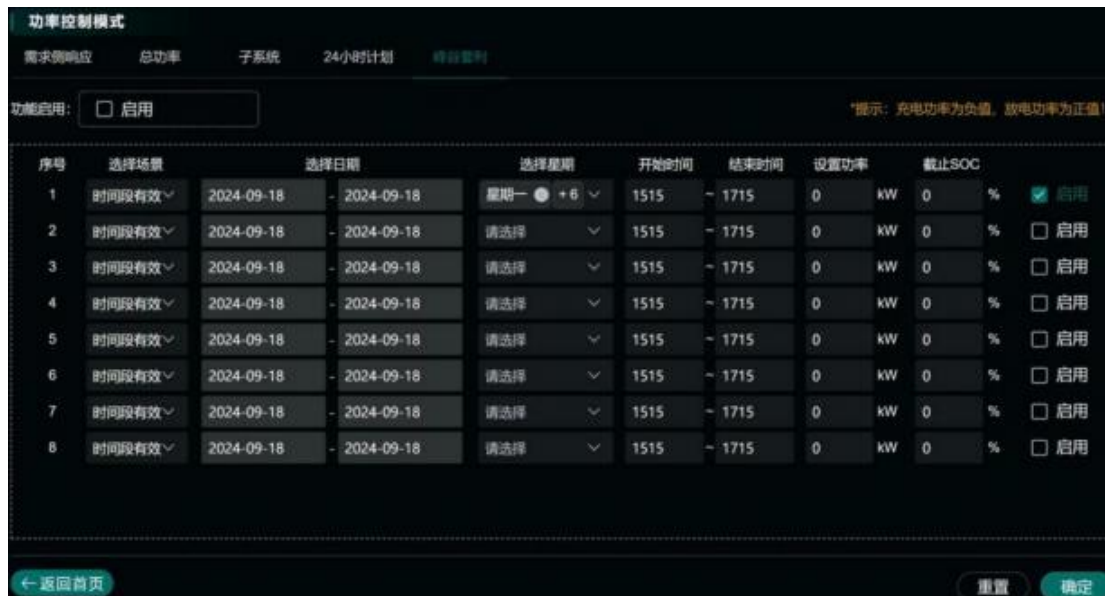 功率控制模式
需求侧响应 总功率 子系统 24小时计划 峰谷套利
功能启用: 启用 *提示：充电功率为负值，放电功率为正值!
序号 选择场景 选择日期 选择星期 开始时间 结束时间 设置功率 截止SOC
1 时间段有效 2024-09-18 - 2024-09-18 星期一 +6 1515 ~ 1715 0 kW 0 % 启用
2 时间段有效 2024-09-18 - 2024-09-18 请选择 1515 ~ 1715 0 kW 0 % 启用
3 时间段有效 2024-09-18 - 2024-09-18 请选择 1515 ~ 1715 0 kW 0 % 启用
4 时间段有效 2024-09-18 - 2024-09-18 请选择 1515 ~ 1715 0 kW 0 % 启用
5 时间段有效 2024-09-18 - 2024-09-18 请选择 1515 ~ 1715 0 kW 0 % 启用
6 时间段有效 2024-09-18 - 2024-09-18 请选择 1515 ~ 1715 0 kW 0 % 启用
7 时间段有效 2024-09-18 - 2024-09-18 请选择 1515 ~ 1715 0 kW 0 % 启用
8 时间段有效 2024-09-18 - 2024-09-18 请选择 1515 ~ 1715 0 kW 0 % 启用
←返回首页 重置 确定